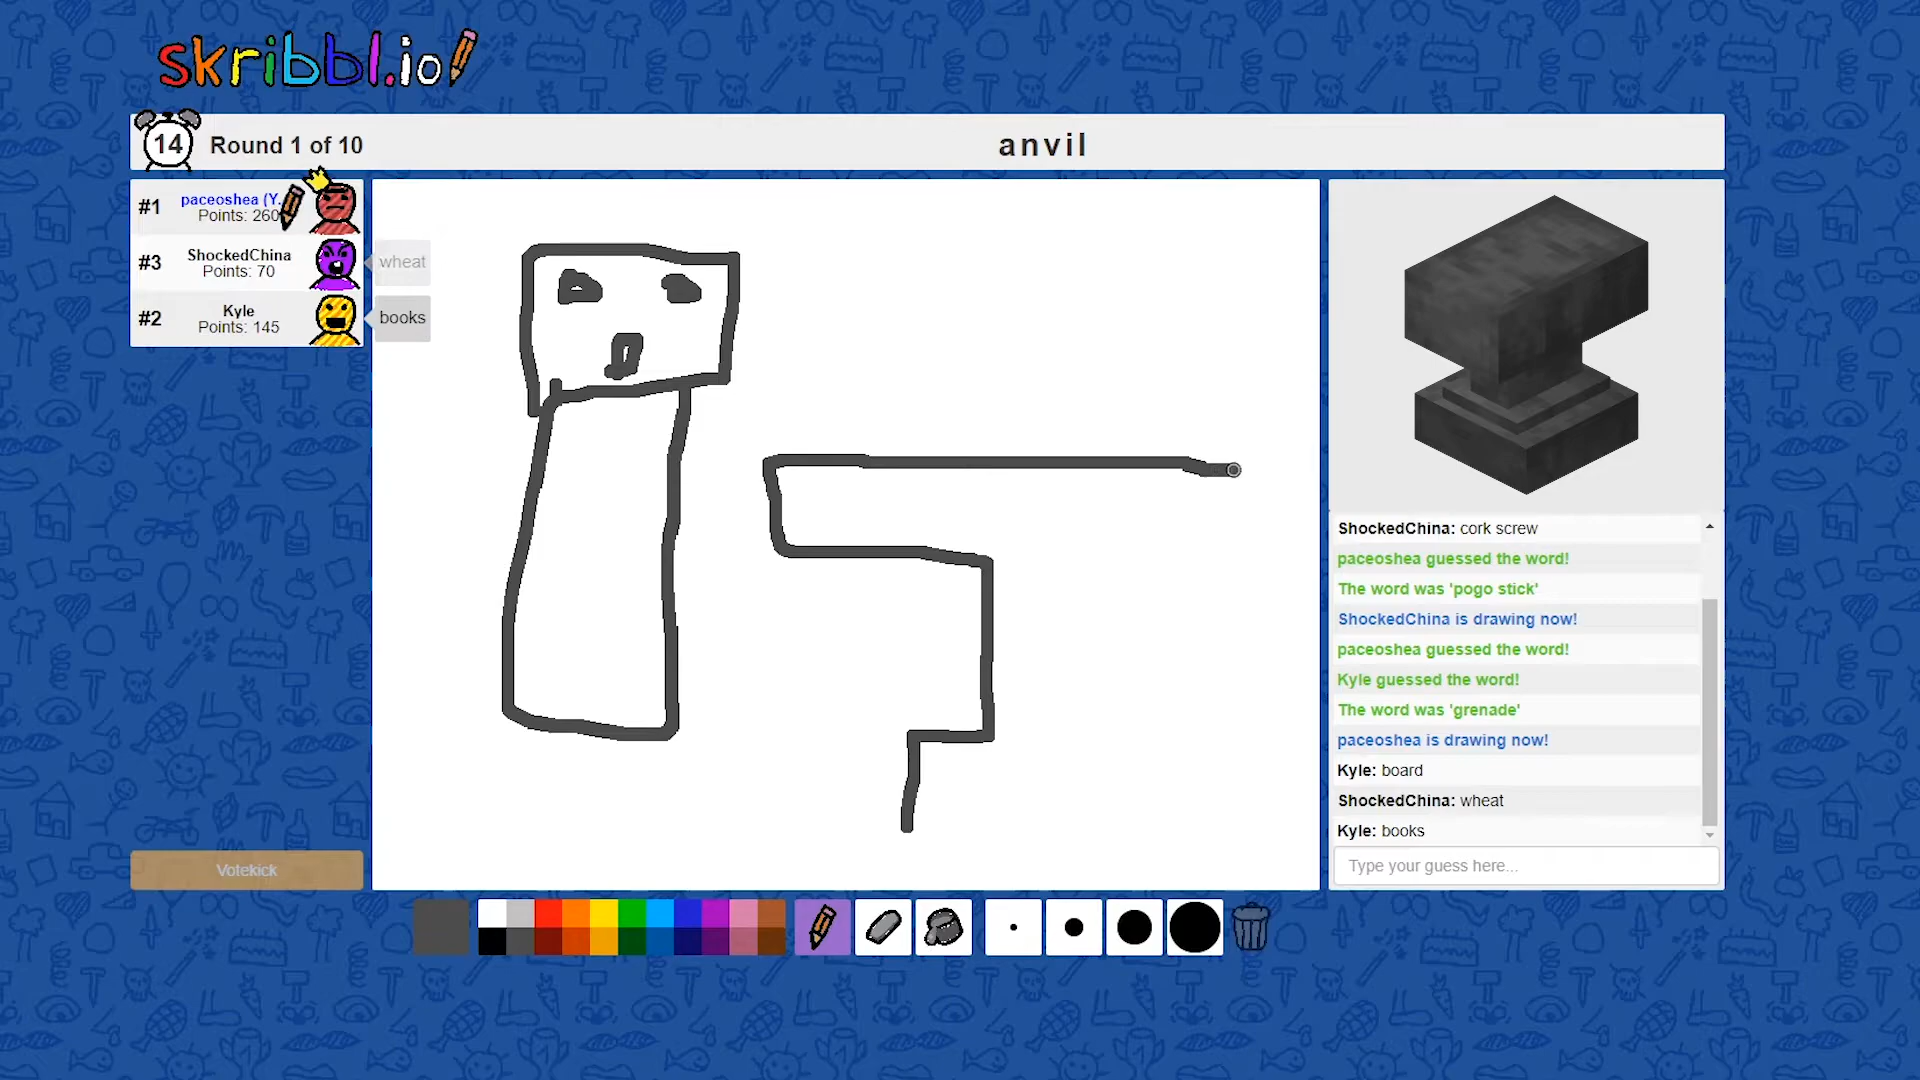 skribbl.io
14
Round 1 of 10
anvil
#1
paceoshea (Y.
Points: 260
#3
ShockedChina
Points: 70
wheat
#2
Kyle
Points: 145
books
ShockedChina: cork screw
paceoshea guessed the word!
The word was 'pogo stick'
ShockedChina is drawing now!
paceoshea guessed the word!
Kyle guessed the word!
The word was 'grenade'
paceoshea is drawing now!
Kyle: board
ShockedChina: wheat
Kyle: books
Type your guess here...
Votekick